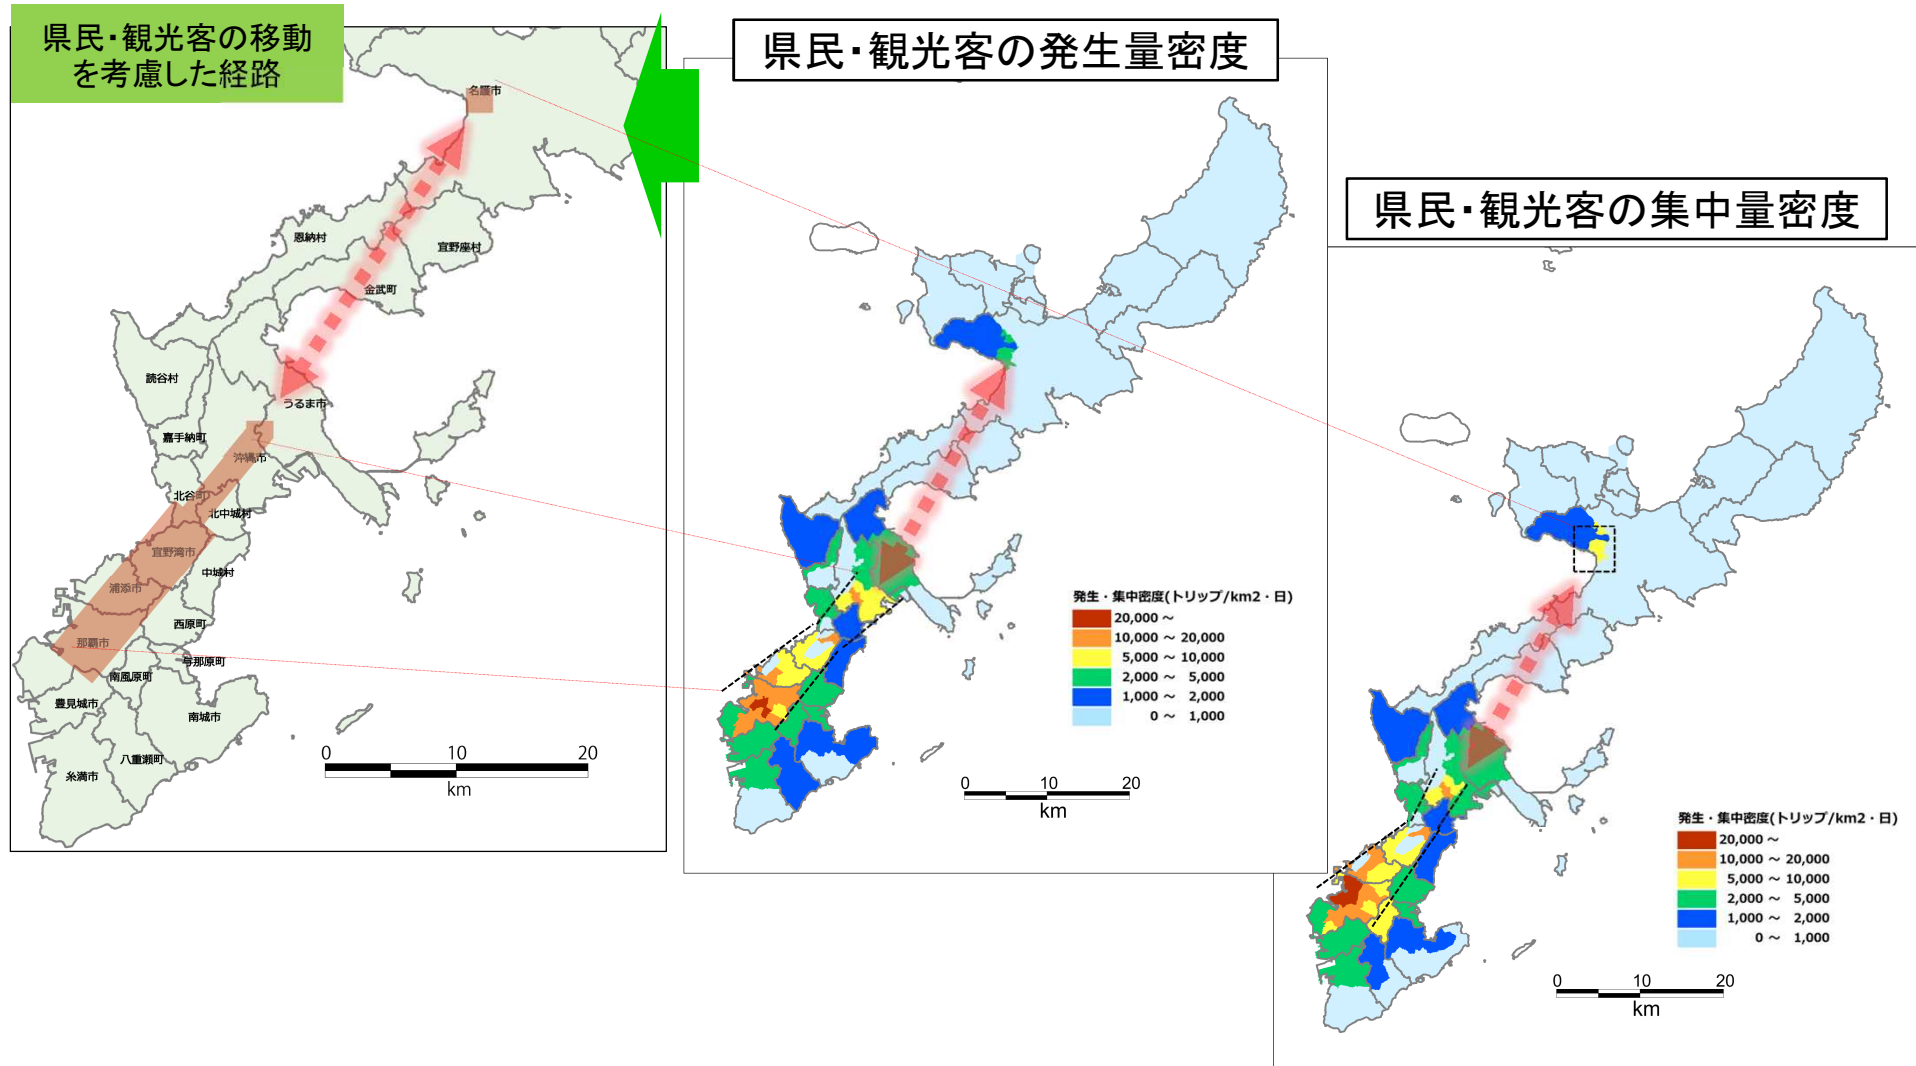 県民・観光客の移動
を考慮した経路
名護市
恩納村
宜野座村
金武町
読谷村
うるま市
嘉手納町
沖縄市
北谷町
北中城村
宜野湾市
中城村
浦添市
西原町
那覇市
与那原町
南風原町
豊見城市
南城市
八重瀬町
糸満市
0 10 20
km
県民・観光客の発生量密度
発生・集中密度(トリップ/km2・日)
20,000 ～
10,000 ～ 20,000
5,000 ～ 10,000
2,000 ～ 5,000
1,000 ～ 2,000
0 ～ 1,000
0 10 20
km
県民・観光客の集中量密度
発生・集中密度(トリップ/km2・日)
20,000 ～
10,000 ～ 20,000
5,000 ～ 10,000
2,000 ～ 5,000
1,000 ～ 2,000
0 ～ 1,000
0 10 20
km